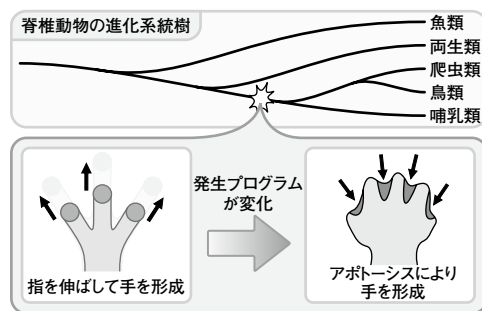 脊椎動物の進化系統樹
魚類
両生類
爬虫類
鳥類
哺乳類
発生プログラム
が変化
指を伸ばして手を形成
アポトーシスにより
手を形成